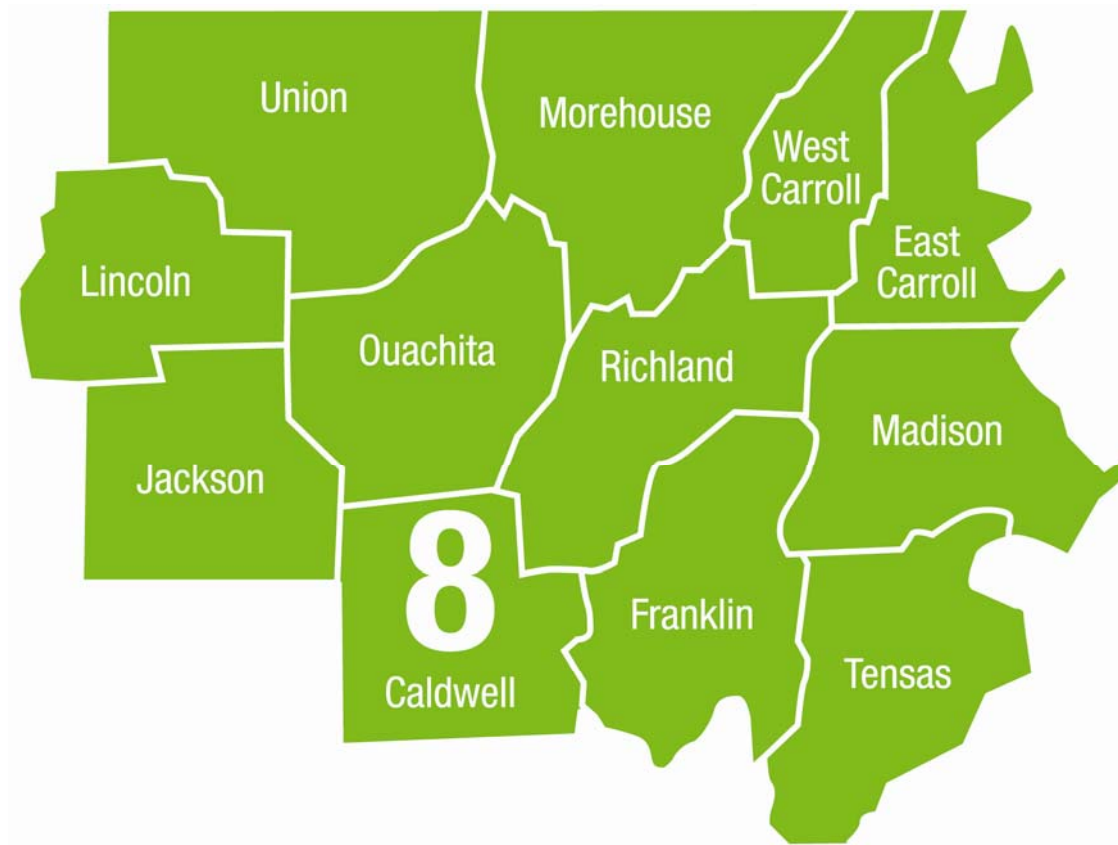 Union
Morehouse
West
Carroll
East
Carroll
Lincoln
Ouachita
Richland
Madison
Jackson
8
Caldwell
Franklin
Tensas